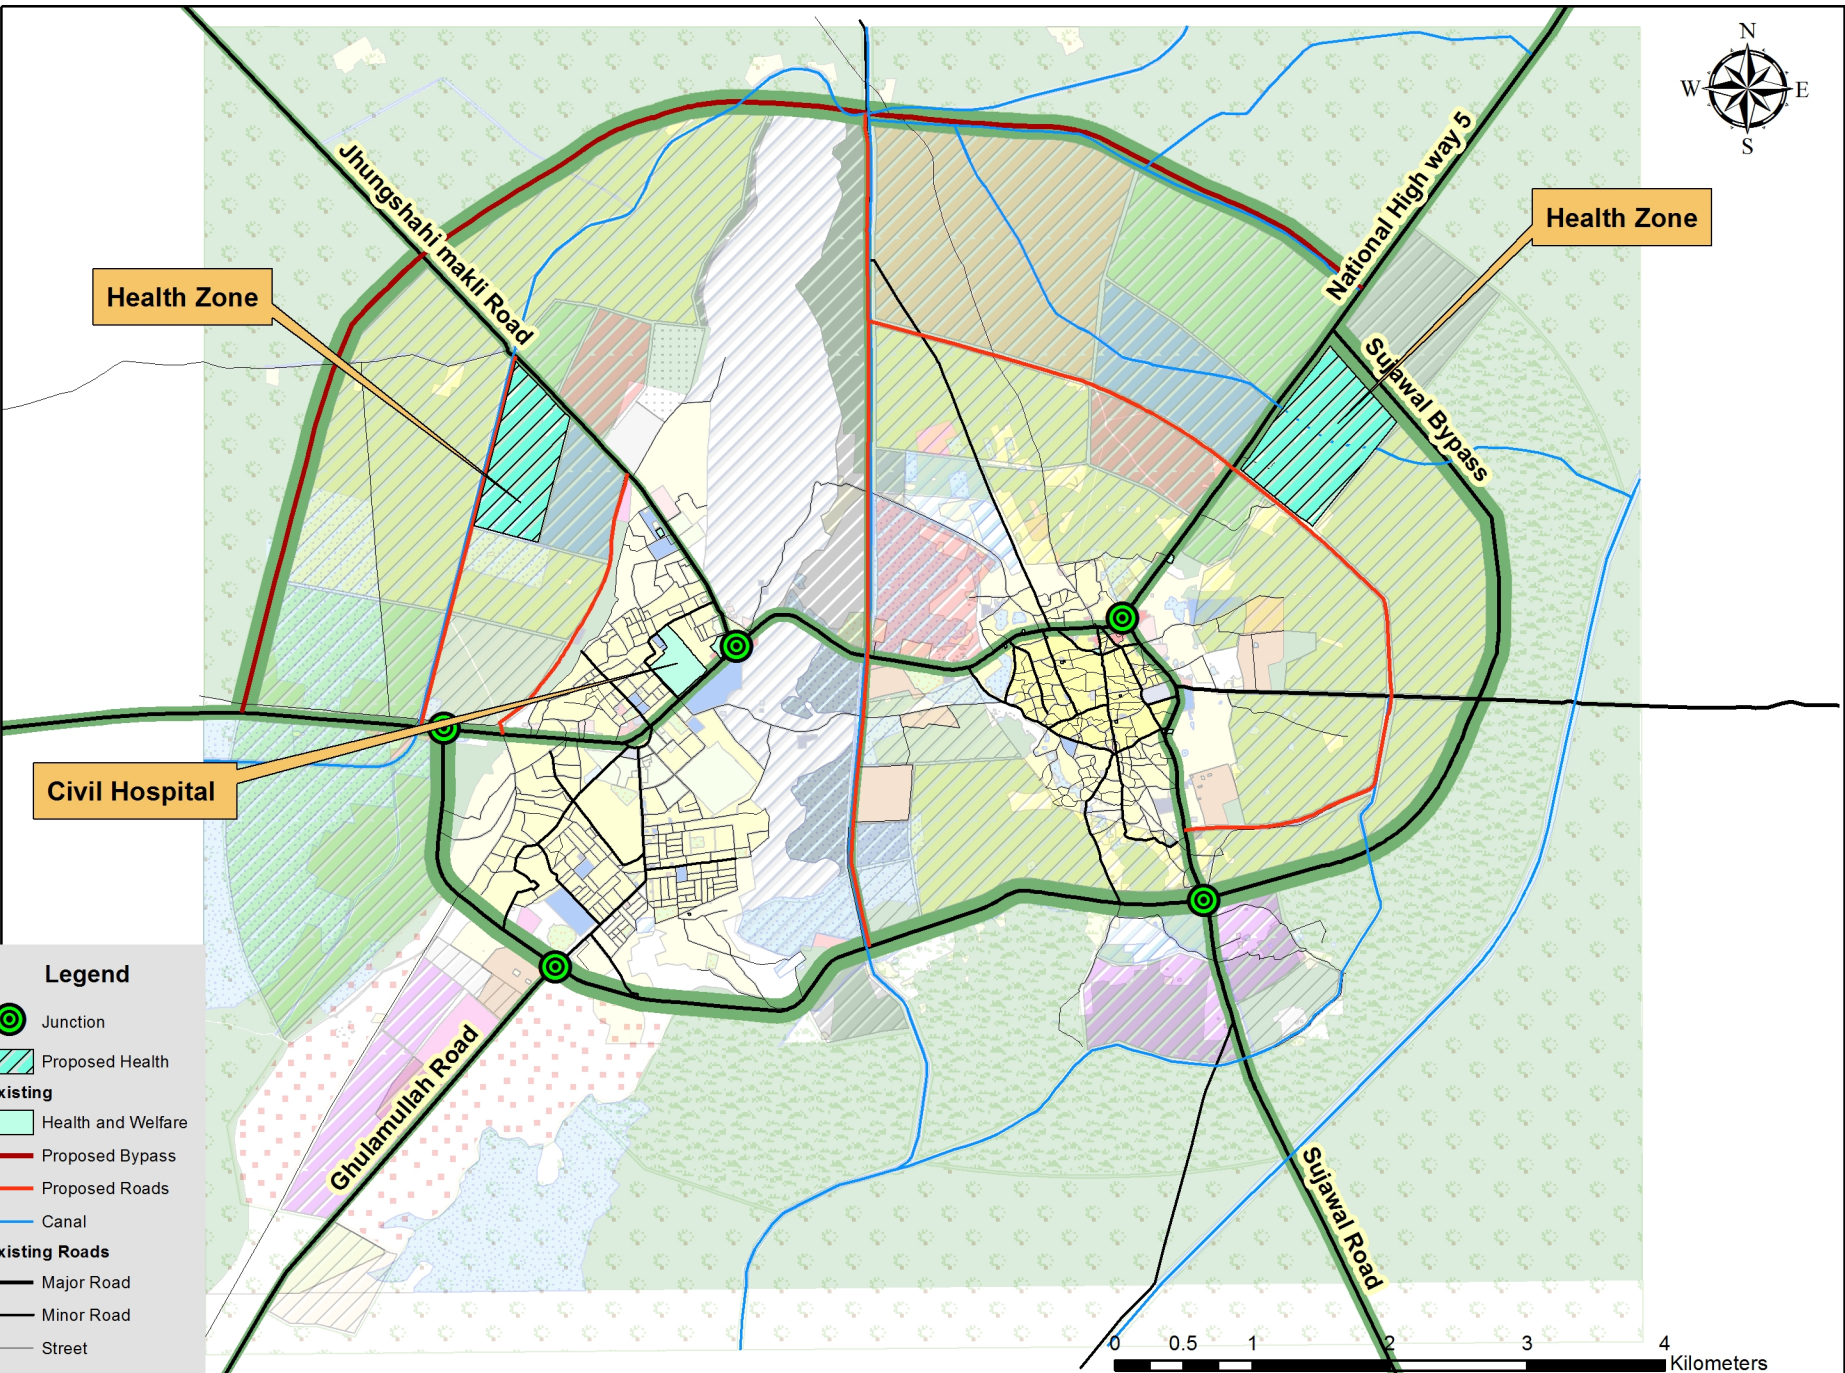 N
W E
S
Jhungshahi makli Road
National High way 5
Health Zone
Health Zone
Sujawal Bypass
Civil Hospital
Legend
Junction
Proposed Health
xisting
Health and Welfare
Proposed Bypass
Proposed Roads
Canal
xisting Roads
Major Road
Minor Road
Street
Ghulamullah Road
Sujawal Road
0 0.5 1 2 3 4
Kilometers